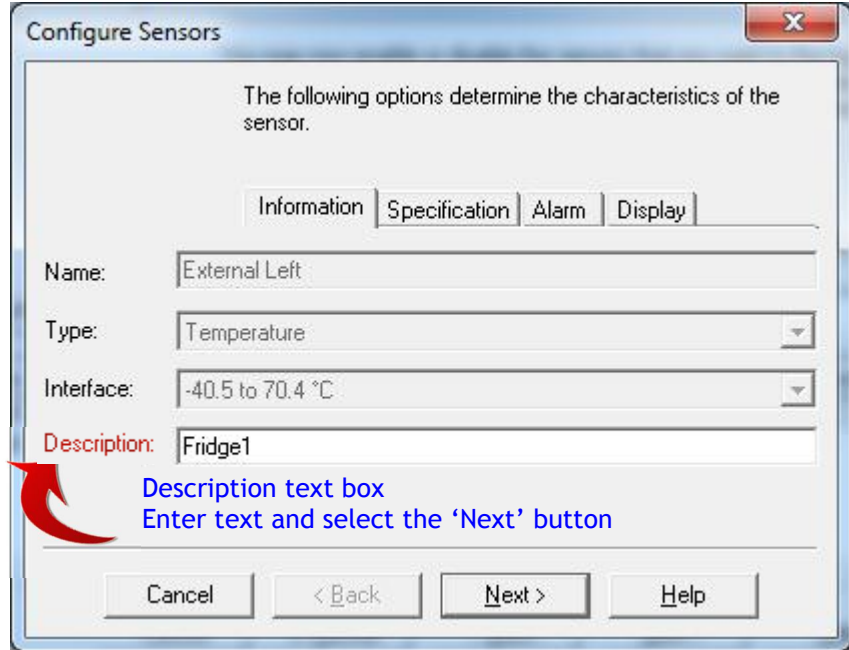 Configure Sensors
The following options determine the characteristics of the
sensor.
Information Specification Alarm Display
Name: External Left
Type: Temperature
Interface: -40.5 to 70.4 °C
Description: Fridge1
Description text box
Enter text and select the ‘Next’ button
Cancel < Back Next > Help